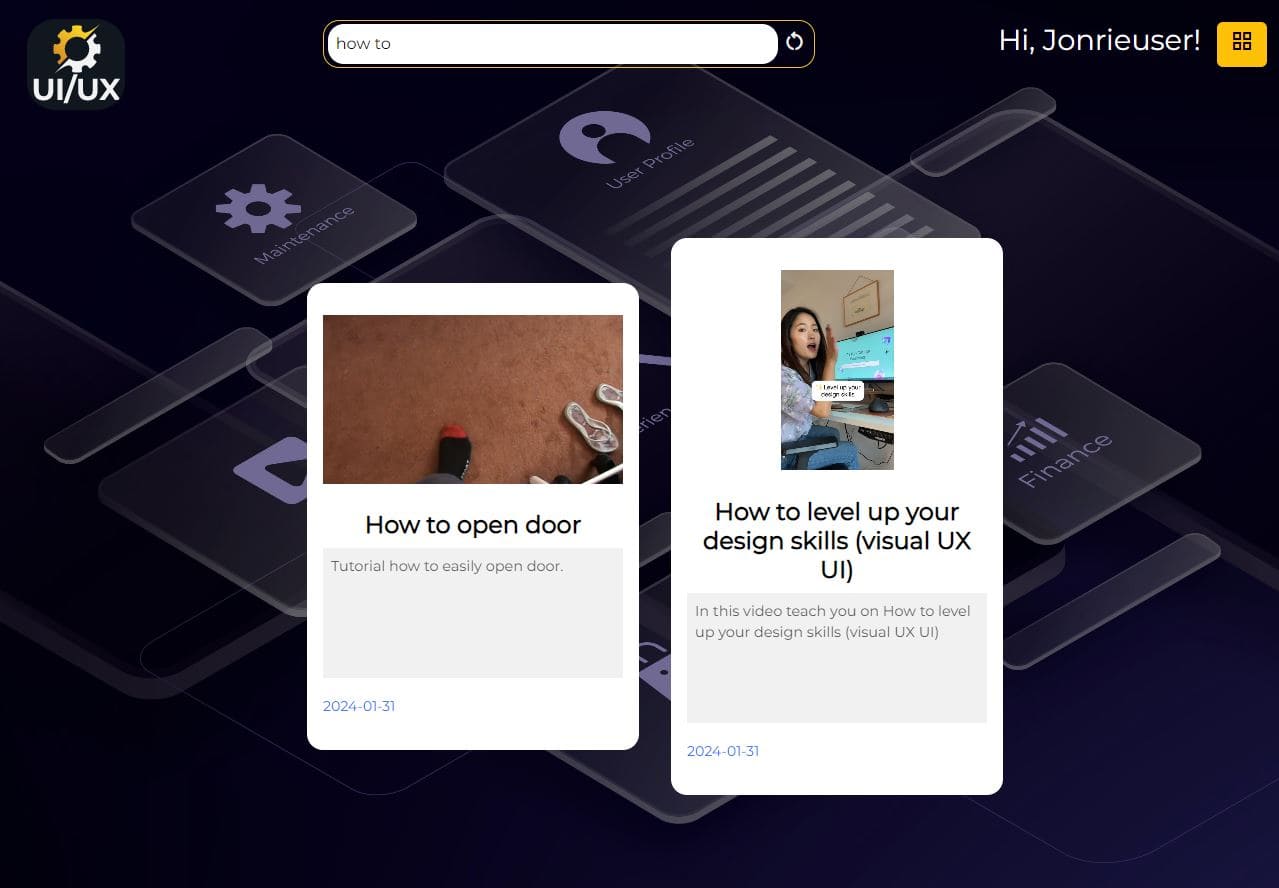 UI/UX
how to
Hi, Jonrieuser!
User Profile
Maintenance
Level up your
design skills.
How to open door
Tutorial how to easily open door.
2024-01-31
How to level up your
design skills (visual UX
UI)
In this video teach you on How to level
up your design skills (visual UX UI)
2024-01-31
Finance